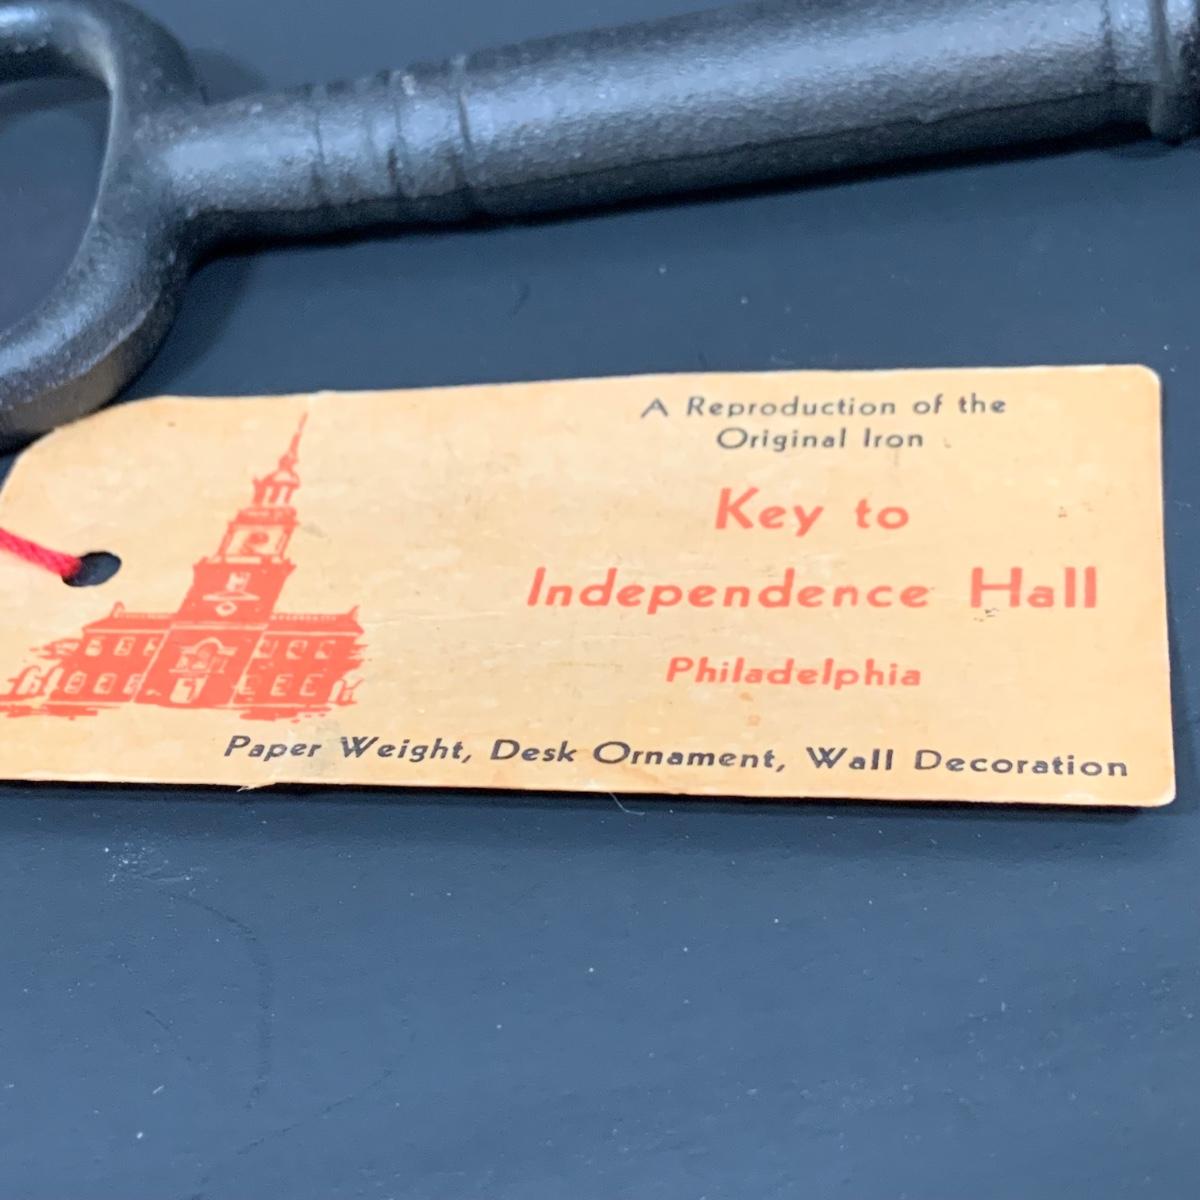 A Reproduction of the
Original Iron
Key to
Independence Hall
Philadelphia
Paper Weight, Desk Ornament, Wall Decoration